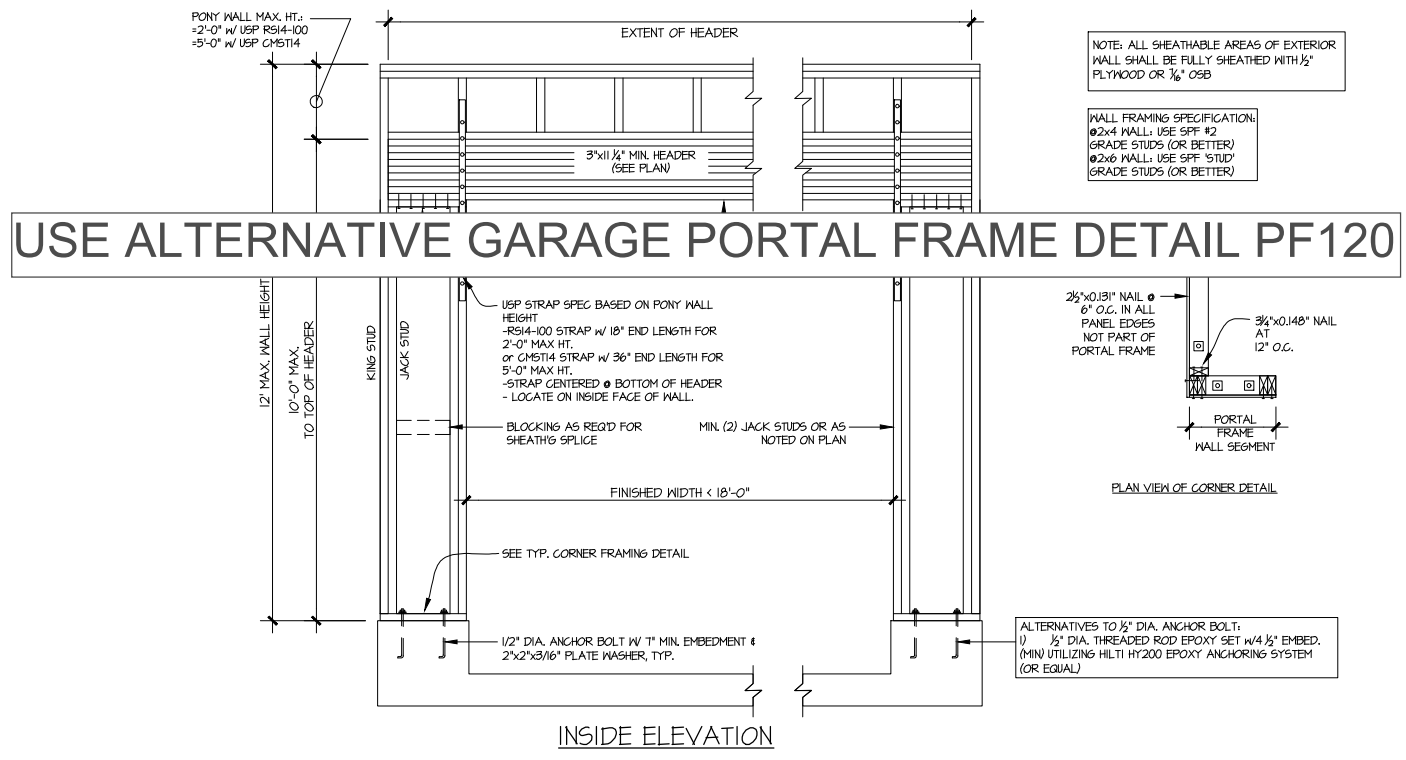 PONY WALL MAX. HT.:
=2'-0" W/ USP RS14-100
=5'-0" W/ USP CMST14
EXTENT OF HEADER
NOTE: ALL SHEATHABLE AREAS OF EXTERIOR
WALL SHALL BE FULLY SHEATHED WITH ½"
PLYWOOD OR 7/16" OSB
WALL FRAMING SPECIFICATION:
@2x4 WALL: USE SPF #2
GRADE STUDS (OR BETTER)
@2x6 WALL: USE SPF 'STUD'
GRADE STUDS (OR BETTER)
3"x11 ¼" MIN. HEADER
(SEE PLAN)
USE ALTERNATIVE GARAGE PORTAL FRAME DETAIL PF120
12' MAX. WALL HEIGHT
10'-0" MAX.
TO TOP OF HEADER
KING STUD
JACK STUD
USP STRAP SPEC BASED ON PONY WALL
HEIGHT
-RS14-100 STRAP W/ 18" END LENGTH FOR
2'-0" MAX HT.
or CMST14 STRAP W/ 36" END LENGTH FOR
5'-0" MAX HT.
-STRAP CENTERED @ BOTTOM OF HEADER
- LOCATE ON INSIDE FACE OF WALL.
BLOCKING AS REQ'D FOR
SHEATH'G SPLICE
MIN. (2) JACK STUDS OR AS
NOTED ON PLAN
FINISHED WIDTH < 18'-0"
SEE TYP. CORNER FRAMING DETAIL
1/2" DIA. ANCHOR BOLT W/ 7" MIN. EMBEDMENT &
2"x2"x3/16" PLATE WASHER, TYP.
2½"x0.131" NAIL @
6" O.C. IN ALL
PANEL EDGES
NOT PART OF
PORTAL FRAME
3¼"x0.148" NAIL
AT
12" O.C.
PORTAL
FRAME
WALL SEGMENT
PLAN VIEW OF CORNER DETAIL
ALTERNATIVES TO ½" DIA. ANCHOR BOLT:
1) ½" DIA. THREADED ROD EPOXY SET W/4 ½" EMBED.
(MIN) UTILIZING HILTI HY200 EPOXY ANCHORING SYSTEM
(OR EQUAL)
INSIDE ELEVATION